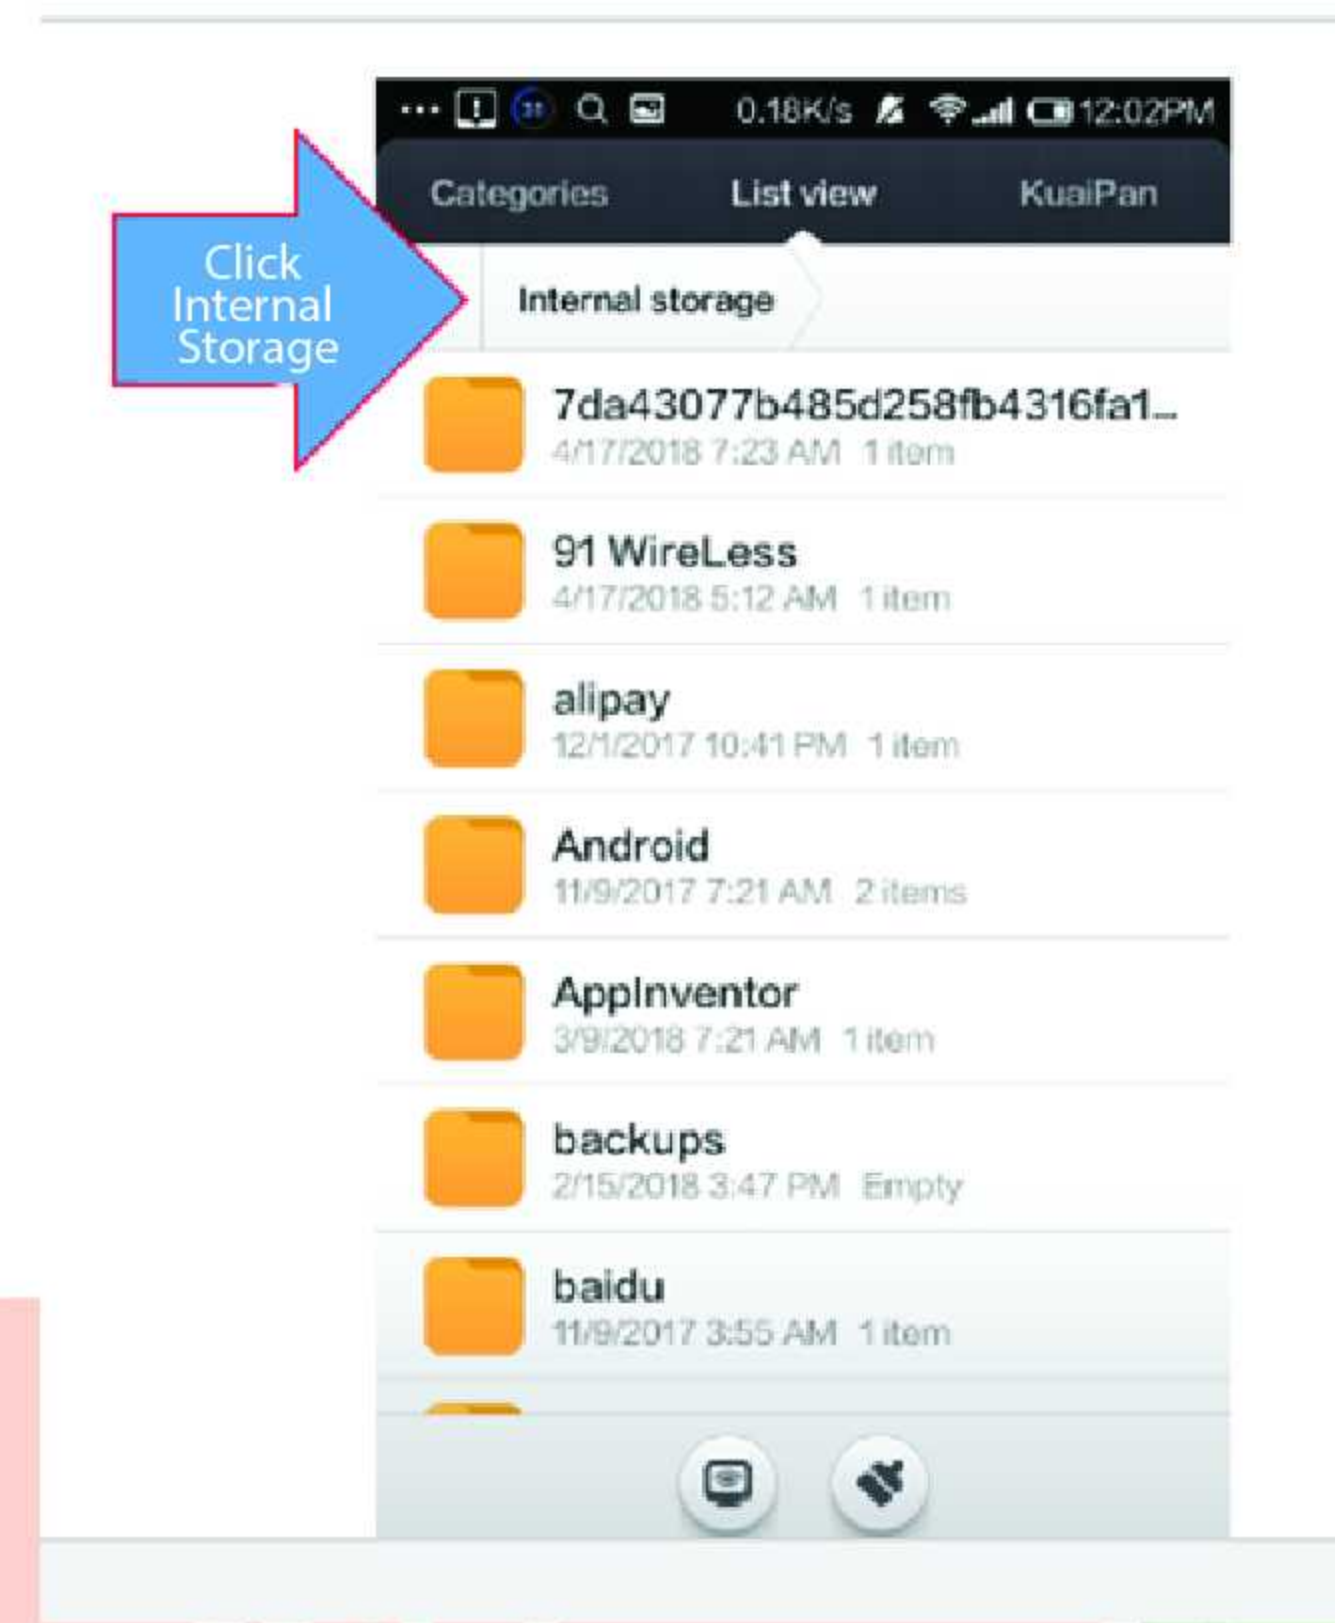 0.18K/s 12:02PM
Categories List view KuaiPan
Click
Internal
Storage
Internal storage
7da43077b485d258fb4316fa1...
4/17/2018 7:23 AM 1 item
91 WireLess
4/17/2018 5:12 AM 1 item
alipay
12/1/2017 10:41 PM 1 item
Android
11/9/2017 7:21 AM 2 items
AppInventor
3/9/2018 7:21 AM 1 item
backups
2/15/2018 3:47 PM Empty
baidu
11/9/2017 3:55 AM 1 item